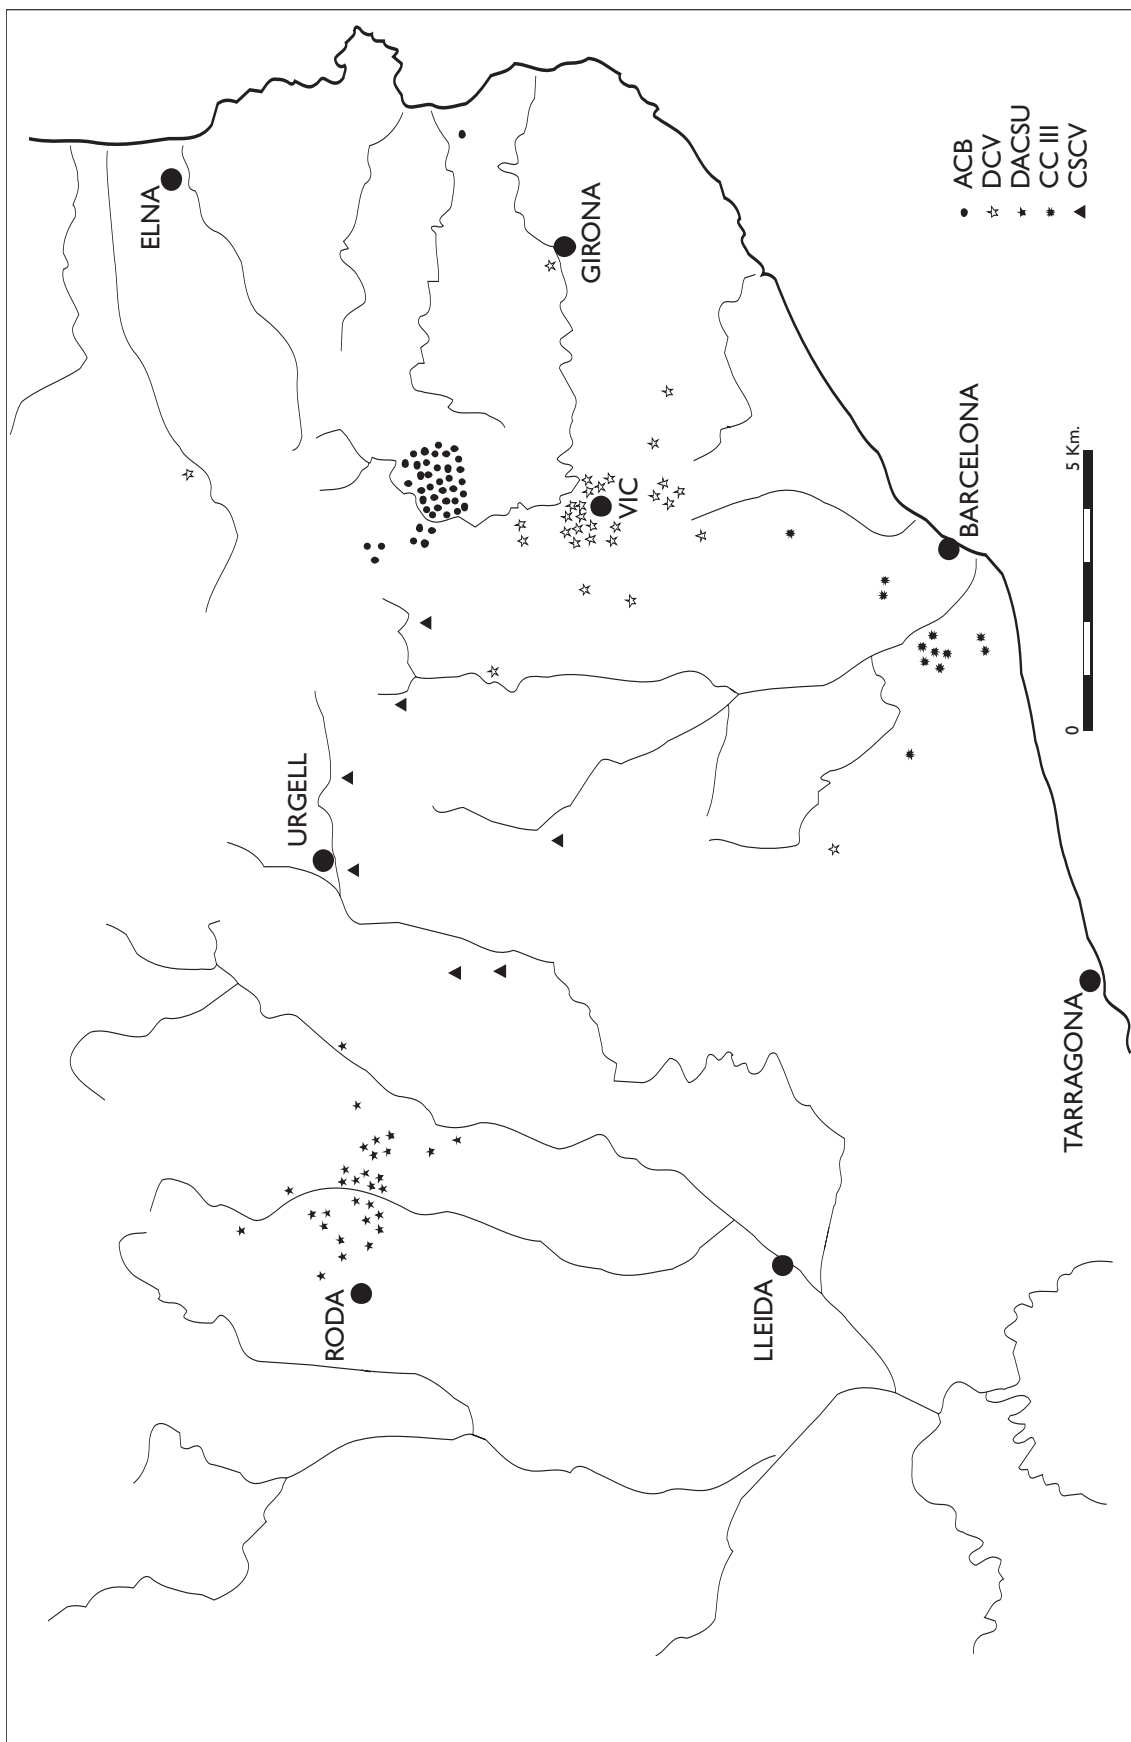 ELNA
GIRONA
VIC
BARCELONA
URGELL
RODA
LLEIDA
TARRAGONA
ACB
DCV
DACSU
CC III
CSCV
0
5 Km.